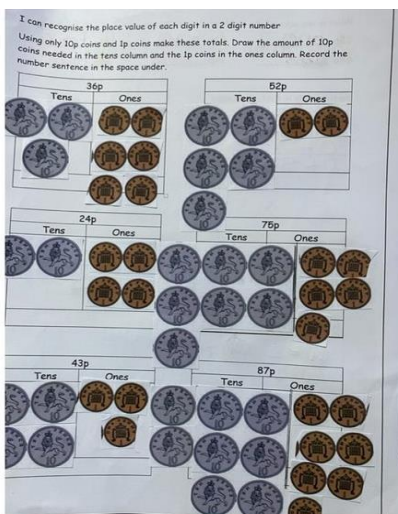 I can recognise the place value of each digit in a 2 digit number
Using only 10p coins and 1p coins make these totals. Draw the amount of 10p
coins needed in the tens column and the 1p coins in the ones column. Record the
number sentence in the space under.
36p
Tens Ones
52p
Tens Ones
24p
Tens Ones
75p
Tens Ones
43p
Tens Ones
87p
Tens Ones